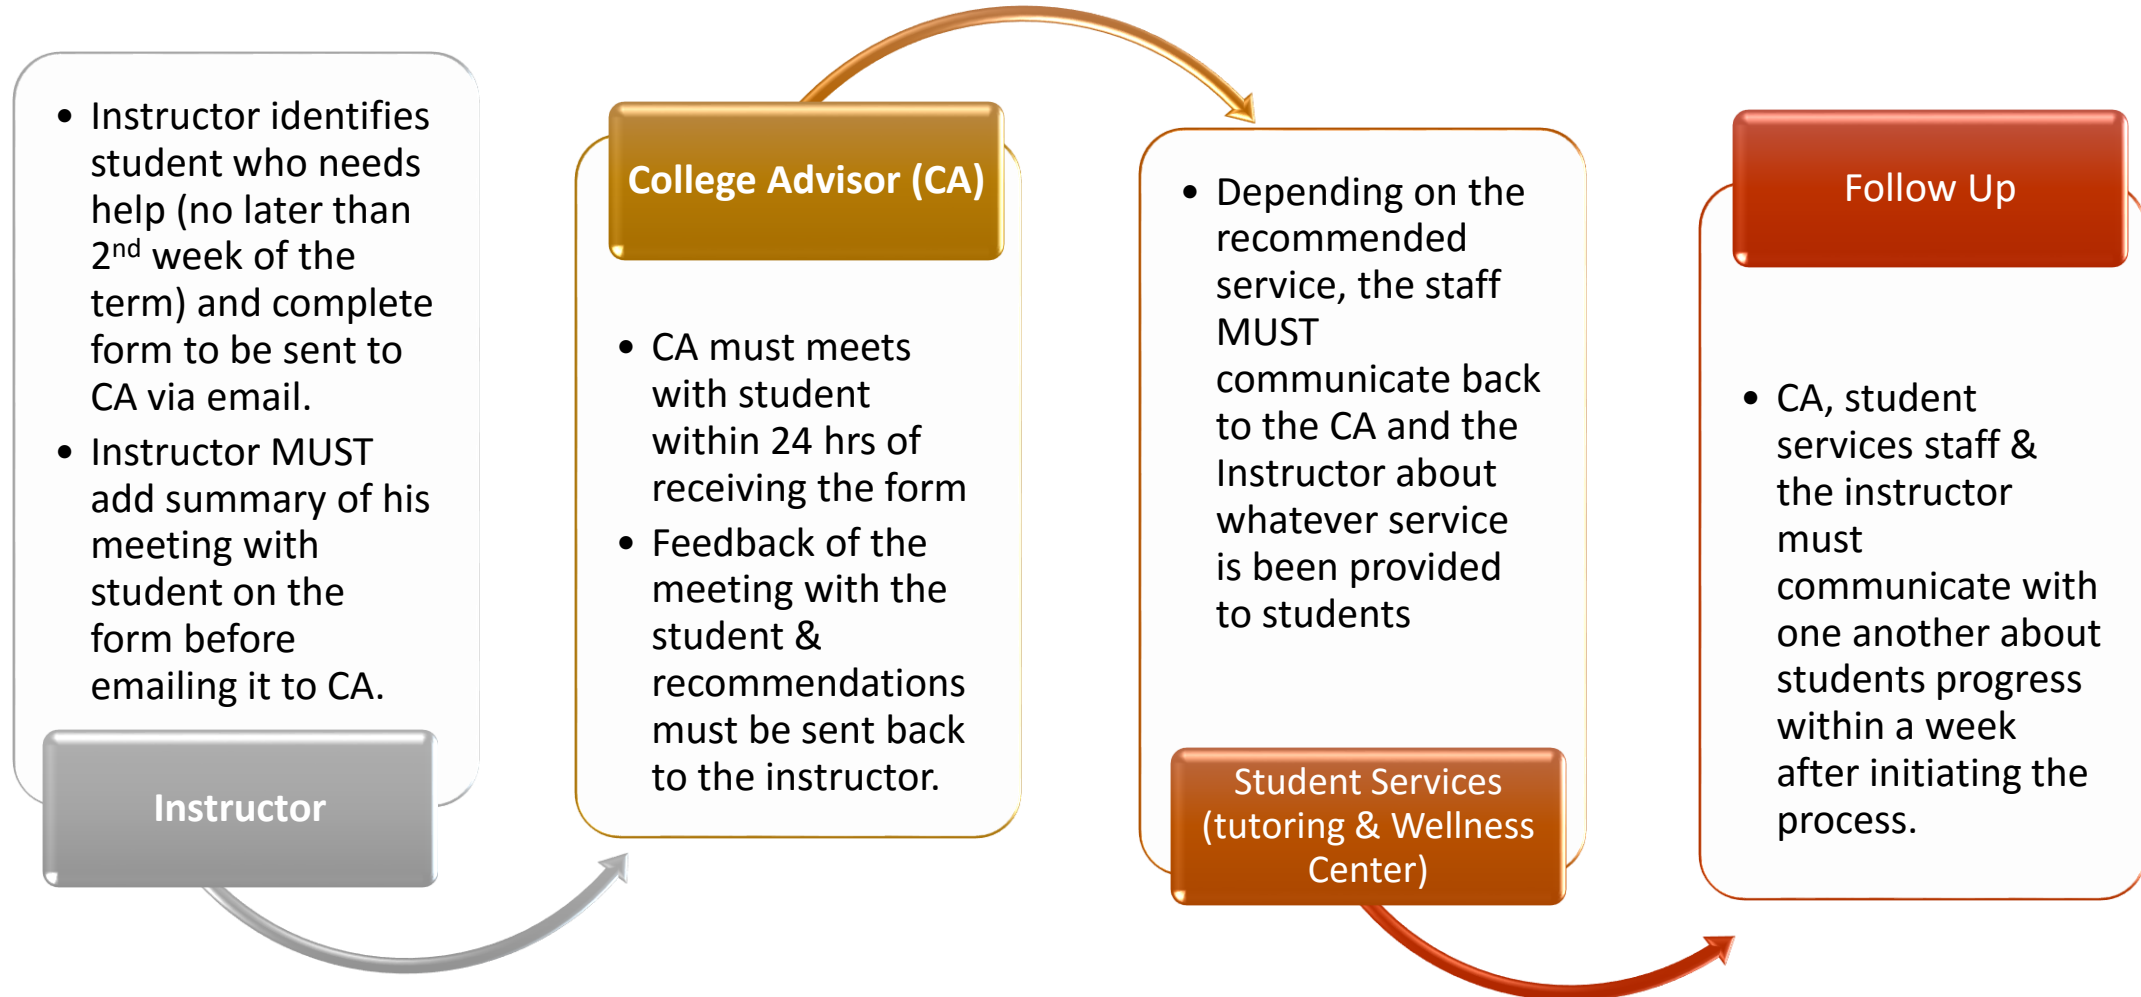 • Instructor identifies
student who needs
help (no later than
2nd week of the
term) and complete
form to be sent to
CA via email.
• Instructor MUST
add summary of his
meeting with
student on the
form before
emailing it to CA.
Instructor
College Advisor (CA)
• CA must meets
with student
within 24 hrs of
receiving the form
• Feedback of the
meeting with the
student &
recommendations
must be sent back
to the instructor.
• Depending on the
recommended
service, the staff
MUST
communicate back
to the CA and the
Instructor about
whatever service
is been provided
to students
Student Services
(tutoring & Wellness
Center)
Follow Up
• CA, student
services staff &
the instructor
must
communicate with
one another about
students progress
within a week
after initiating the
process.